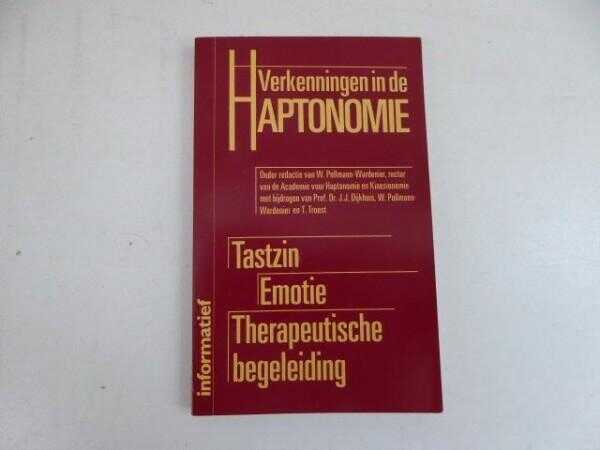 Verkenningen in de
HAPTONOMIE
Onder redactie van W. Pollmann-Wardenier, rector
van de Academie voor Haptonomie en Kinesionomie
met bijdragen van Prof. Dr. J.J. Dijkhuis, W. Pollmann-
Wardenier en T. Troost
Tastzin
Emotie
Therapeutische
begeleiding
informatief